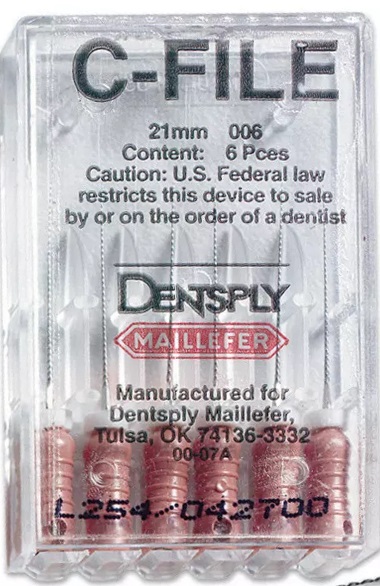 C-FILE
21mm 006
Content: 6 Pces
Caution: U.S. Federal law
restricts this device to sale
by or on the order of a dentist
DENTSPLY
MAILLEFER
Manufactured for
Dentsply Maillefer,
Tulsa, OK 74136-3332
00-07A
L254-042700